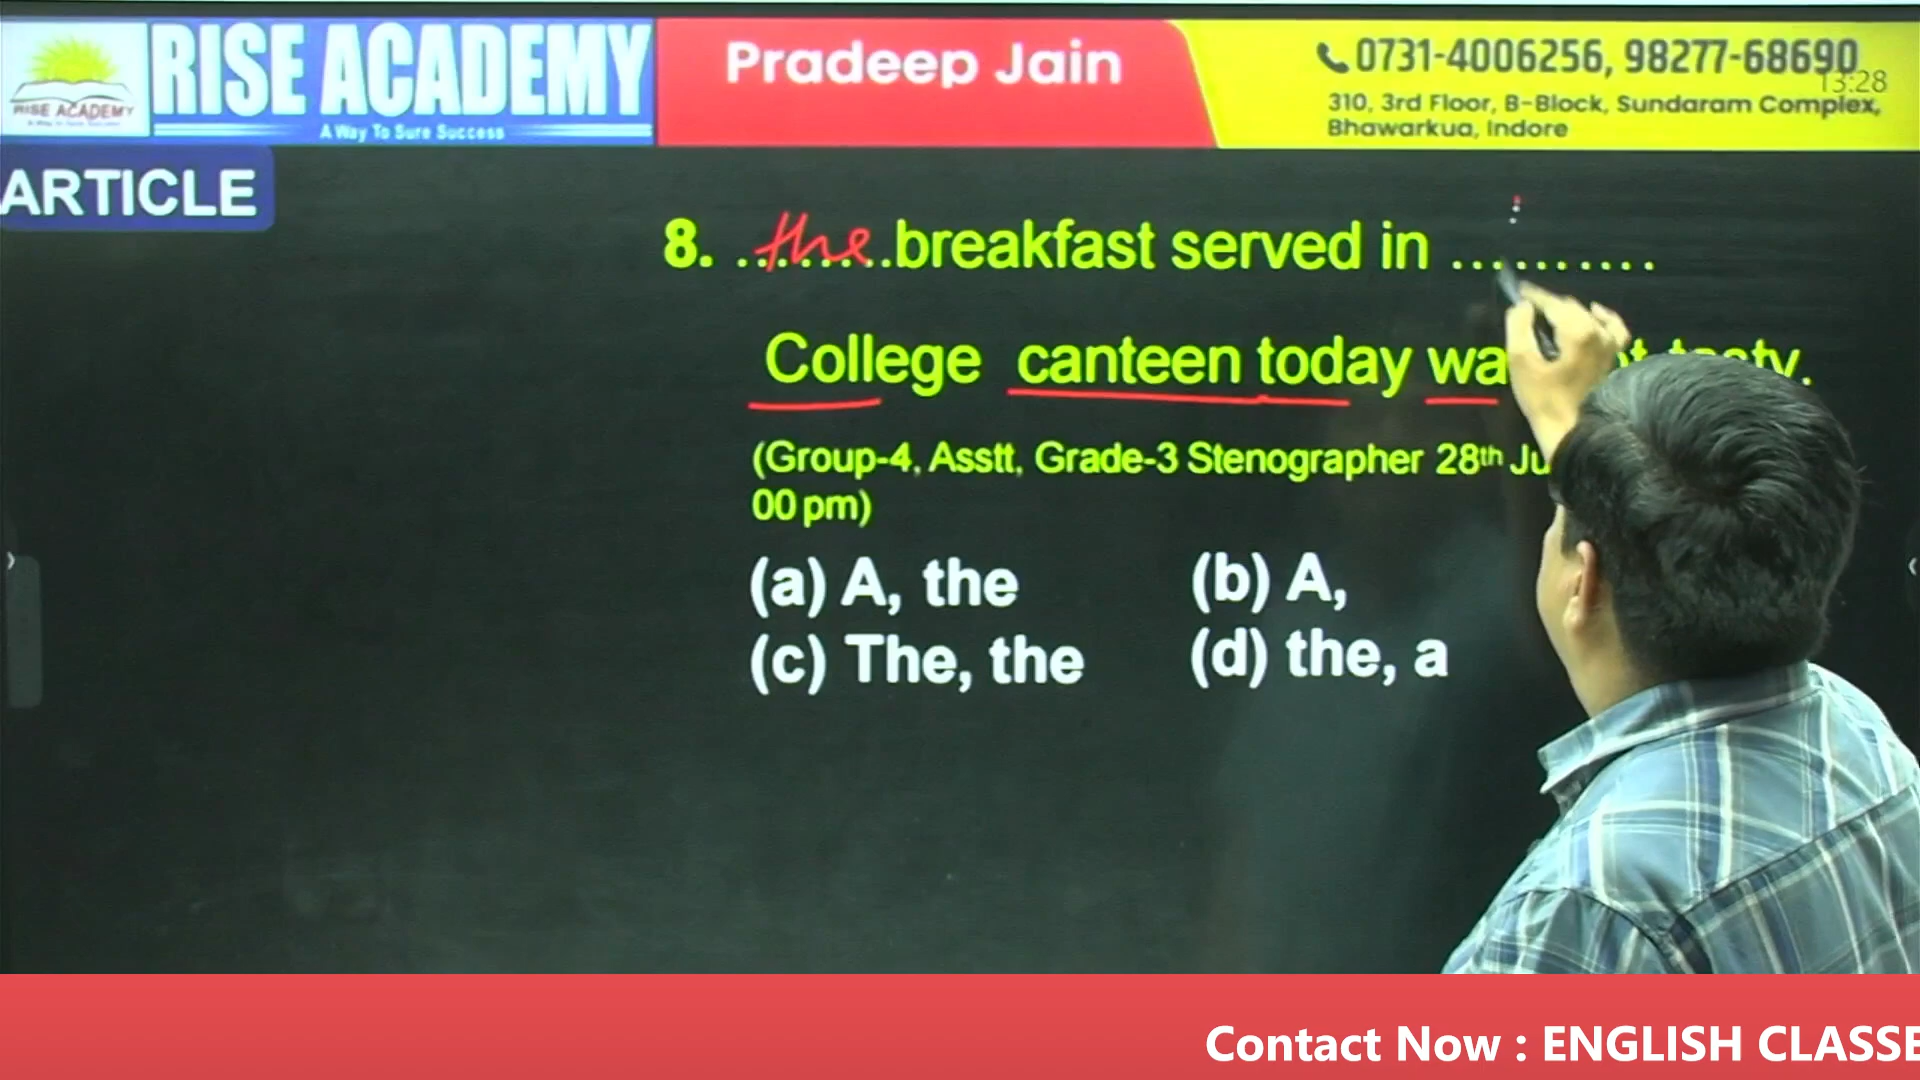 RISE ACADEMY
A Way To Sure Success
RISE ACADEMY
Pradeep Jain
0731-4006256, 98277-68690
13:28
310, 3rd Floor, B-Block, Sundaram Complex,
Bhawarkua, Indore
ARTICLE
8. ...the...breakfast served in ..........
College canteen today wa tasty.
(Group-4, Asstt, Grade-3 Stenographer 28th Ju
00 pm)
(a) A, the
(b) A,
(c) The, the
(d) the, a
Contact Now : ENGLISH CLASSE